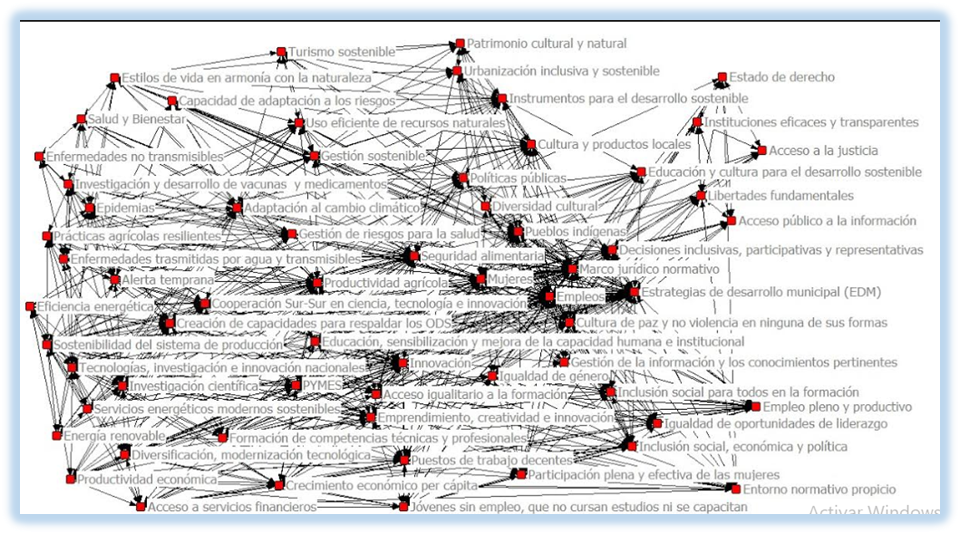 Patrimonio cultural y natural
Turismo sostenible
Urbanización inclusiva y sostenible
Estilos de vida en armonía con la naturaleza
Estado de derecho
Capacidad de adaptación a los riesgos
Instrumentos para el desarrollo sostenible
Salud y Bienestar
Uso eficiente de recursos naturales
Instituciones eficaces y transparentes
Cultura y productos locales
Acceso a la justicia
Enfermedades no transmisibles
Gestión sostenible
Educación y cultura para el desarrollo sostenible
Políticas públicas
Investigación y desarrollo de vacunas y medicamentos
Libertades fundamentales
Epidemias
Adaptación al cambio climático
Diversidad cultural
Acceso público a la información
Prácticas agrícolas resilientes
Gestión de riesgos para la salud
Pueblos indígenas
Decisiones inclusivas, participativas y representativas
Enfermedades trasmitidas por agua y transmisibles
Seguridad alimentaria
Marco jurídico normativo
Alerta temprana
Productividad agrícola
Mujeres
Empleos
Estrategias de desarrollo municipal (EDM)
Eficiencia energética
Cooperación Sur-Sur en ciencia, tecnología e innovación
Creación de capacidades para respaldar los ODS
Cultura de paz y no violencia en ninguna de sus formas
Sostenibilidad del sistema de producción
Educación, sensibilización y mejora de la capacidad humana e institucional
Tecnologías, investigación e innovación nacionales
Innovación
Gestión de la información y los conocimientos pertinentes
Igualdad de género
Investigación científica
PYMES
Acceso igualitario a la formación
Inclusión social para todos en la formación
Servicios energéticos modernos sostenibles
Emprendimiento, creatividad e innovación
Empleo pleno y productivo
Igualdad de oportunidades de liderazgo
Energía renovable
Formación de competencias técnicas y profesionales
Inclusión social, económica y política
Diversificación, modernización tecnológica
Puestos de trabajo decentes
Productividad económica
Crecimiento económico per cápita
Participación plena y efectiva de las mujeres
Entorno normativo propicio
Acceso a servicios financieros
Jóvenes sin empleo, que no cursan estudios ni se capacitan
Activar Windows